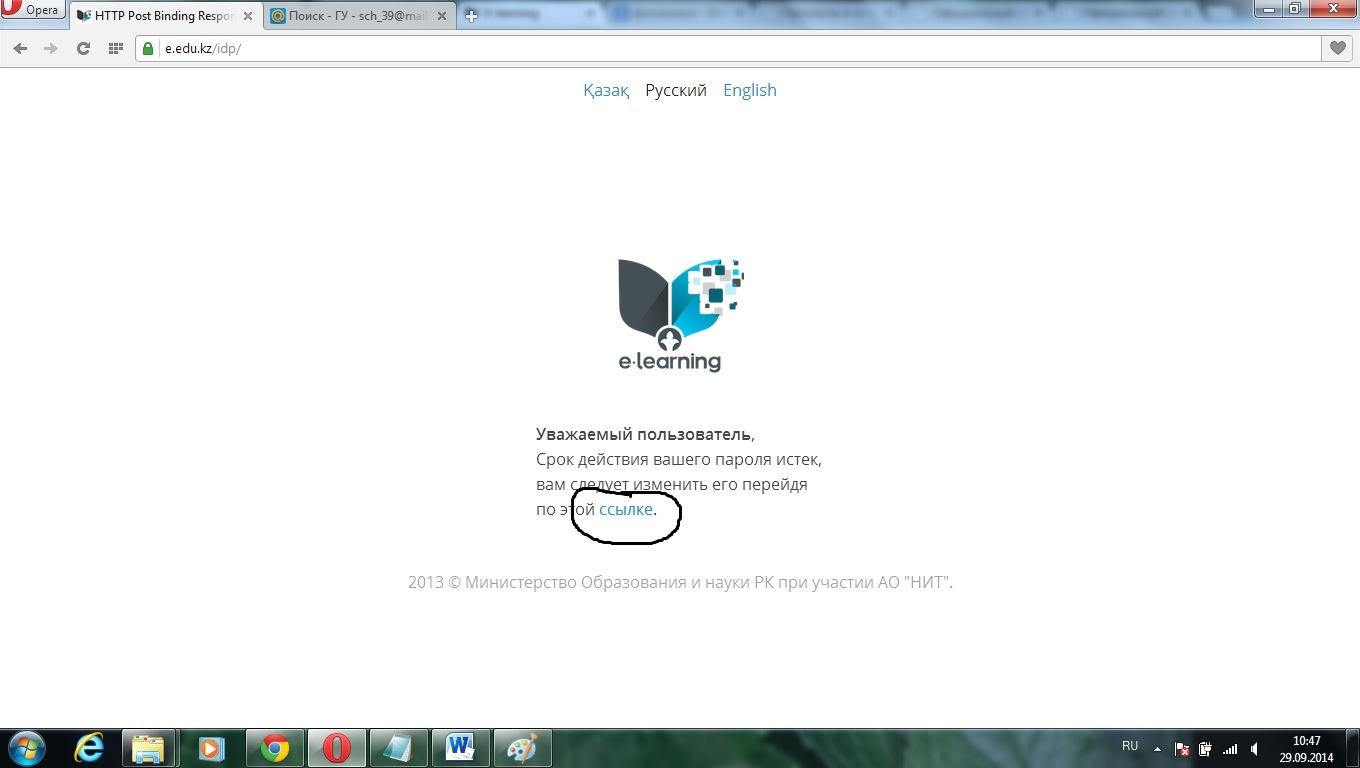 Opera
HTTP Post Binding Respon
Поиск - ГУ - sch_39@mail
e.edu.kz/idp/
Қазақ Русский English
e·learning
Уважаемый пользователь,
Срок действия вашего пароля истек,
вам следует изменить его перейдя
по этой ссылке.
2013 © Министерство Образования и науки РК при участии АО "НИТ".
RU
10:47
29.09.2014